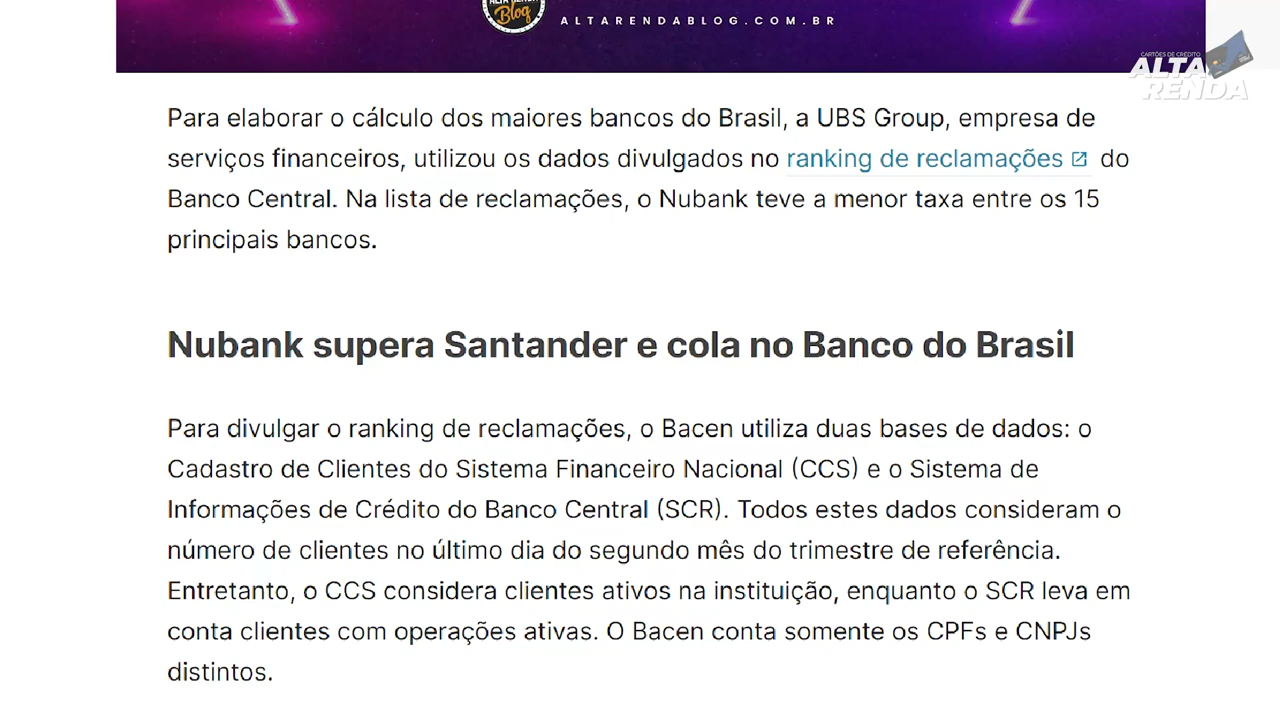 Blog
ALTARENDABLOG.COM.BR
CARTÕES DE CRÉDITO
ALTA
RENDA
Para elaborar o cálculo dos maiores bancos do Brasil, a UBS Group, empresa de
serviços financeiros, utilizou os dados divulgados no ranking de reclamações do
Banco Central. Na lista de reclamações, o Nubank teve a menor taxa entre os 15
principais bancos.
Nubank supera Santander e cola no Banco do Brasil
Para divulgar o ranking de reclamações, o Bacen utiliza duas bases de dados: o
Cadastro de Clientes do Sistema Financeiro Nacional (CCS) e o Sistema de
Informações de Crédito do Banco Central (SCR). Todos estes dados consideram o
número de clientes no último dia do segundo mês do trimestre de referência.
Entretanto, o CCS considera clientes ativos na instituição, enquanto o SCR leva em
conta clientes com operações ativas. O Bacen conta somente os CPFs e CNPJs
distintos.